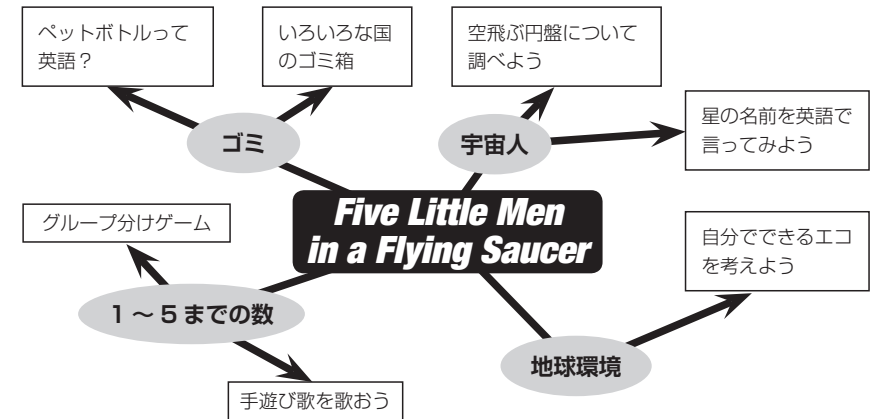 ペットボトルって
英語？
いろいろな国
のゴミ箱
空飛ぶ円盤について
調べよう
星の名前を英語で
言ってみよう
ゴミ
宇宙人
Five Little Men
in a Flying Saucer
グループ分けゲーム
自分でできるエコ
を考えよう
1～5までの数
地球環境
手遊び歌を歌おう